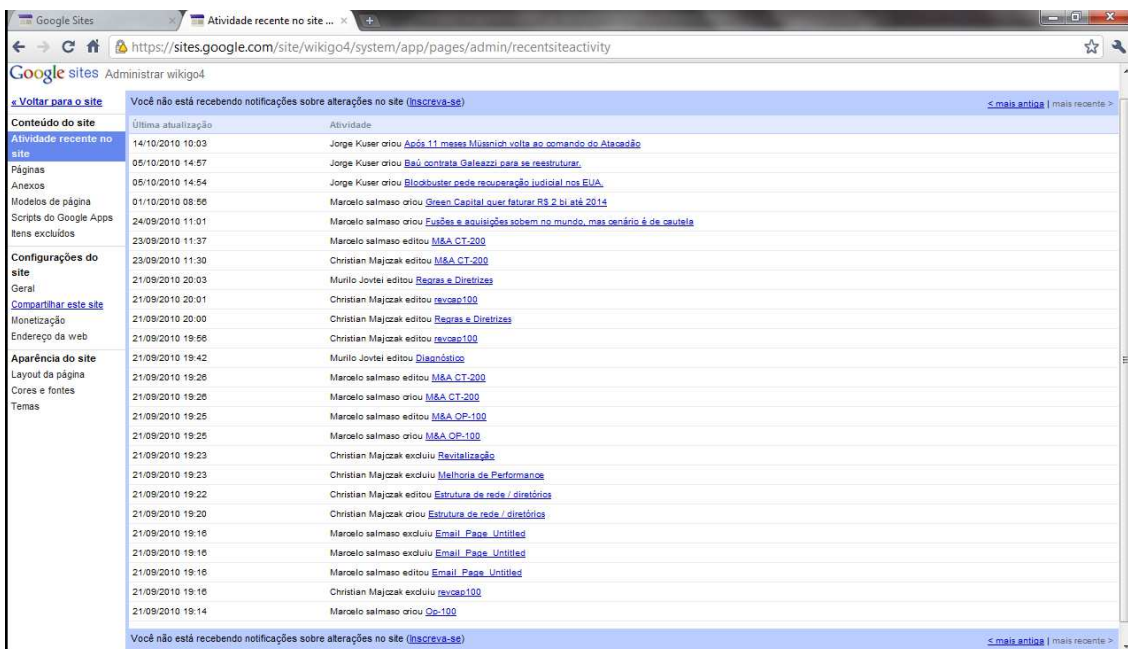 Google Sites
Atividade recente no site ...
https://sites.google.com/site/wikigo4/system/app/pages/admin/recentsiteactivity
Google sites Administrar wikigo4
« Voltar para o site
Conteúdo do site
Atividade recente no
site
Páginas
Anexos
Modelos de página
Scripts do Google Apps
Itens excluídos
Configurações do
site
Geral
Compartilhar este site
Monetização
Endereço da web
Aparência do site
Layout da página
Cores e fontes
Temas
Você não está recebendo notificações sobre alterações no site (Inscreva-se) < mais antiga | mais recente >
Última atualização Atividade
14/10/2010 10:03 Jorge Kuser criou Após 11 meses Müssnich volta ao comando do Atacadão
05/10/2010 14:57 Jorge Kuser criou Baú contrata Galeazzi para se reestruturar.
05/10/2010 14:54 Jorge Kuser criou Blockbuster pede recuperação judicial nos EUA.
01/10/2010 08:56 Marcelo salmaso criou Green Capital quer faturar R$ 2 bi até 2014
24/09/2010 11:01 Marcelo salmaso criou Fusões e aquisições sobem no mundo, mas cenário é de cautela
23/09/2010 11:37 Marcelo salmaso editou M&A CT-200
23/09/2010 11:30 Christian Majczak editou M&A CT-200
21/09/2010 20:03 Murilo Jovtei editou Regras e Diretrizes
21/09/2010 20:01 Christian Majczak editou revcap100
21/09/2010 20:00 Christian Majczak editou Regras e Diretrizes
21/09/2010 19:56 Christian Majczak editou revcap100
21/09/2010 19:42 Murilo Jovtei editou Diagnóstico
21/09/2010 19:26 Marcelo salmaso editou M&A CT-200
21/09/2010 19:26 Marcelo salmaso criou M&A CT-200
21/09/2010 19:25 Marcelo salmaso editou M&A OP-100
21/09/2010 19:25 Marcelo salmaso criou M&A OP-100
21/09/2010 19:23 Christian Majczak excluiu Revitalização
21/09/2010 19:23 Christian Majczak excluiu Melhoria de Performance
21/09/2010 19:22 Christian Majczak editou Estrutura de rede / diretórios
21/09/2010 19:20 Christian Majczak criou Estrutura de rede / diretórios
21/09/2010 19:16 Marcelo salmaso excluiu Email_Page_Untitled
21/09/2010 19:16 Marcelo salmaso excluiu Email_Page_Untitled
21/09/2010 19:16 Marcelo salmaso editou Email_Page_Untitled
21/09/2010 19:16 Christian Majczak excluiu revcap100
21/09/2010 19:14 Marcelo salmaso criou Op-100
Você não está recebendo notificações sobre alterações no site (Inscreva-se) < mais antiga | mais recente >